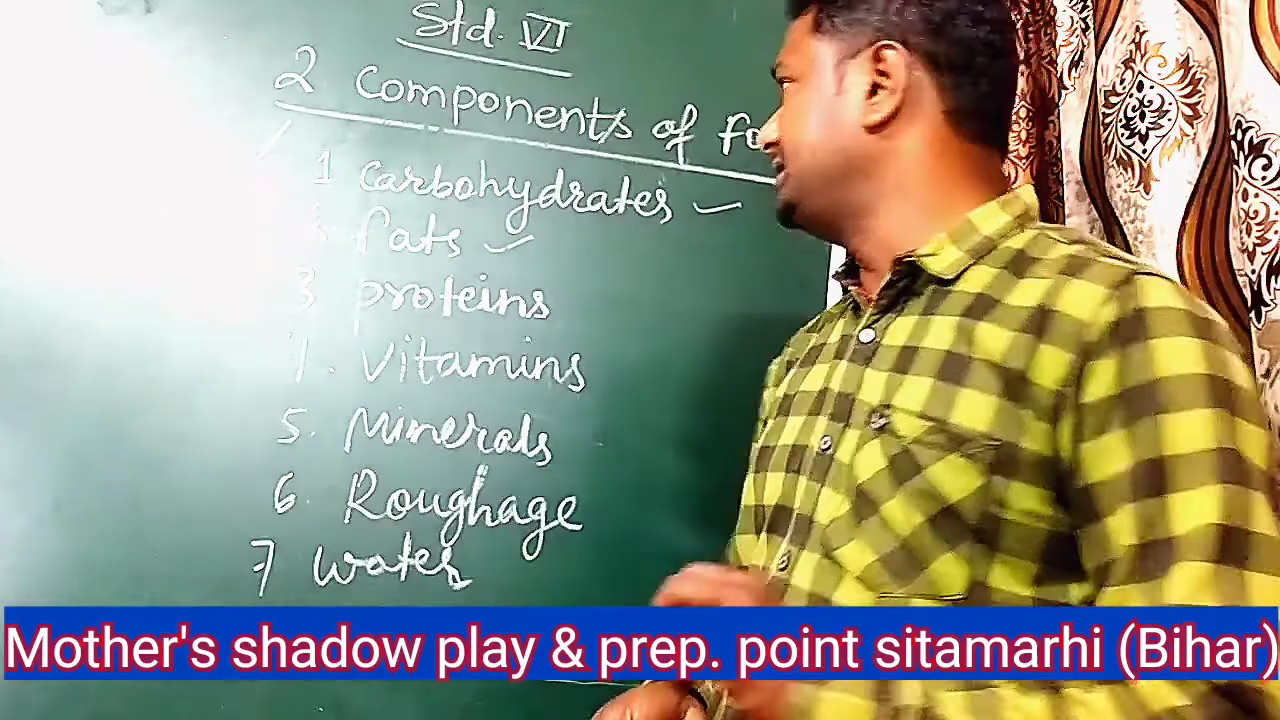 Std. VI
2 Components of fo
1 carbohydrates
fats
3 proteins
Vitamins
5. Minerals
6. Roughage
7 water
Mother's shadow play & prep. point sitamarhi (Bihar)